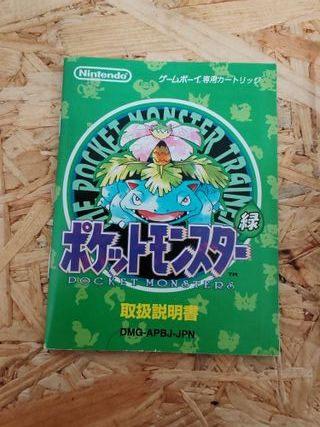 Nintendo
ゲームボーイ専用カートリッジ
THE POCKET MONSTER TRAINER
ポケットモンスター 緑
TM
POCKET MONSTERS
取扱説明書
DMG-APBJ-JPN